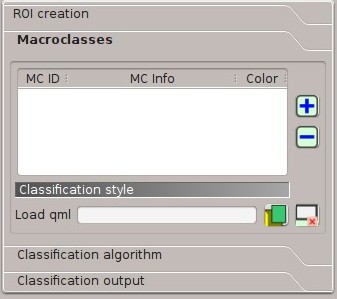 ROI creation
Macroclasses
MC ID MC Info Color
Classification style
Load qml
Classification algorithm
Classification output